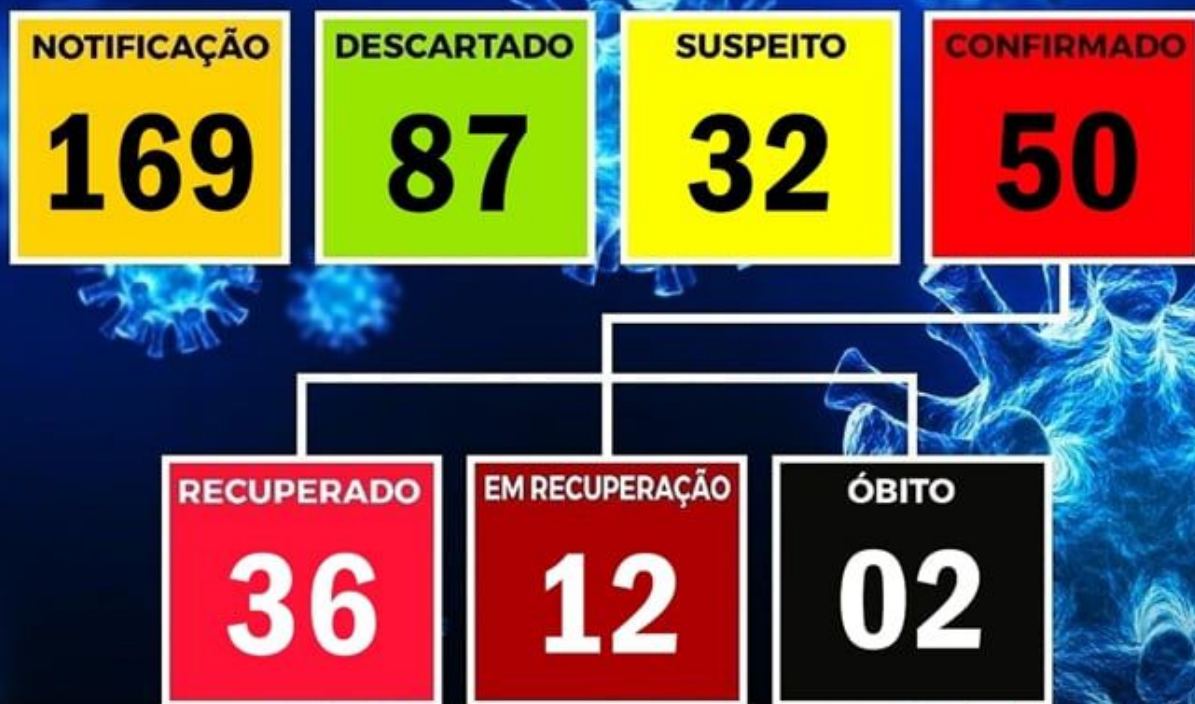 NOTIFICAÇÃO DESCARTADO SUSPEITO CONFIRMADO
169 87 32 50
RECUPERADO EM RECUPERAÇÃO ÓBITO
36 12 02